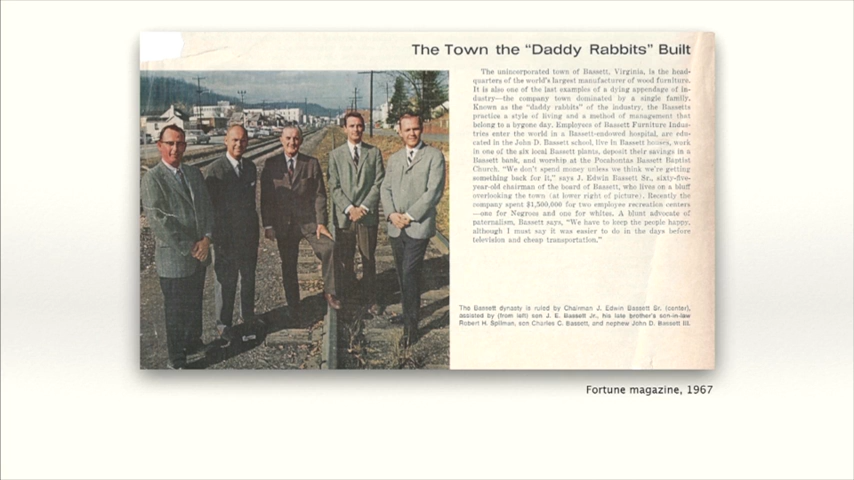 The Town the "Daddy Rabbits" Built
The unincorporated town of Bassett, Virginia, is the head-
quarters of the world's largest manufacturer of wood furniture.
It is also one of the last examples of a dying appendage of in-
dustry—the company town dominated by a single family.
Known as the "daddy rabbits" of the industry, the Bassetts
practice a style of living and a method of management that
belong to a bygone day. Employees of Bassett Furniture Indus-
tries enter the world in a Bassett-endowed hospital, are edu-
cated in the John D. Bassett school, live in Bassett houses, work
in one of the six local Bassett plants, deposit their savings in a
Bassett bank, and worship at the Pocahontas Bassett Baptist
Church. "We don't spend money unless we think we're getting
something back for it," says J. Edwin Bassett Sr., sixty-five-
year-old chairman of the board of Bassett, who lives on a bluff
overlooking the town (at lower right of picture). Recently the
company spent $1,500,000 for two employee recreation centers
—one for Negroes and one for whites. A blunt advocate of
paternalism, Bassett says, "We have to keep the people happy,
although I must say it was easier to do in the days before
television and cheap transportation."
The Bassett dynasty is ruled by Chairman J. Edwin Bassett Sr. (center),
assisted by (from left) son J. E. Bassett Jr., his late brother's son-in-law
Robert H. Spilman, son Charles C. Bassett, and nephew John D. Bassett III.
Fortune magazine, 1967